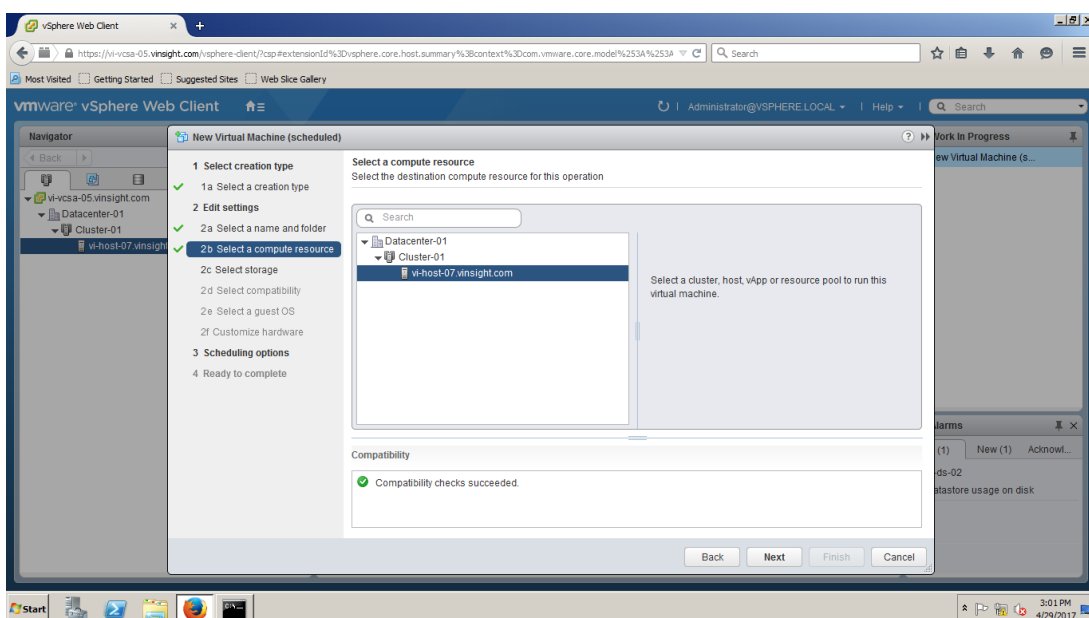 vSphere Web Client
https://vi-vcsa-05.vinsight.com/vsphere-client/?csp#extensionId%3Dvsphere.core.host.summary%3Bcontext%3Dcom.vmware.core.model%253A%253A
Search
Most Visited Getting Started Suggested Sites Web Slice Gallery
vmware® vSphere Web Client
Administrator@VSPHERE.LOCAL
Help
Search
Navigator
Back
vi-vcsa-05.vinsight.com
Datacenter-01
Cluster-01
vi-host-07.vinsight
New Virtual Machine (scheduled)
1 Select creation type
1a Select a creation type
2 Edit settings
2a Select a name and folder
2b Select a compute resource
2c Select storage
2d Select compatibility
2e Select a guest OS
2f Customize hardware
3 Scheduling options
4 Ready to complete
Select a compute resource
Select the destination compute resource for this operation
Search
Datacenter-01
Cluster-01
vi-host-07.vinsight.com
Select a cluster, host, vApp or resource pool to run this
virtual machine.
Compatibility
Compatibility checks succeeded.
Back Next Finish Cancel
Work In Progress
ew Virtual Machine (s...
larms
(1) New (1) Acknowl...
-ds-02
atastore usage on disk
Start
3:01 PM
4/29/2017